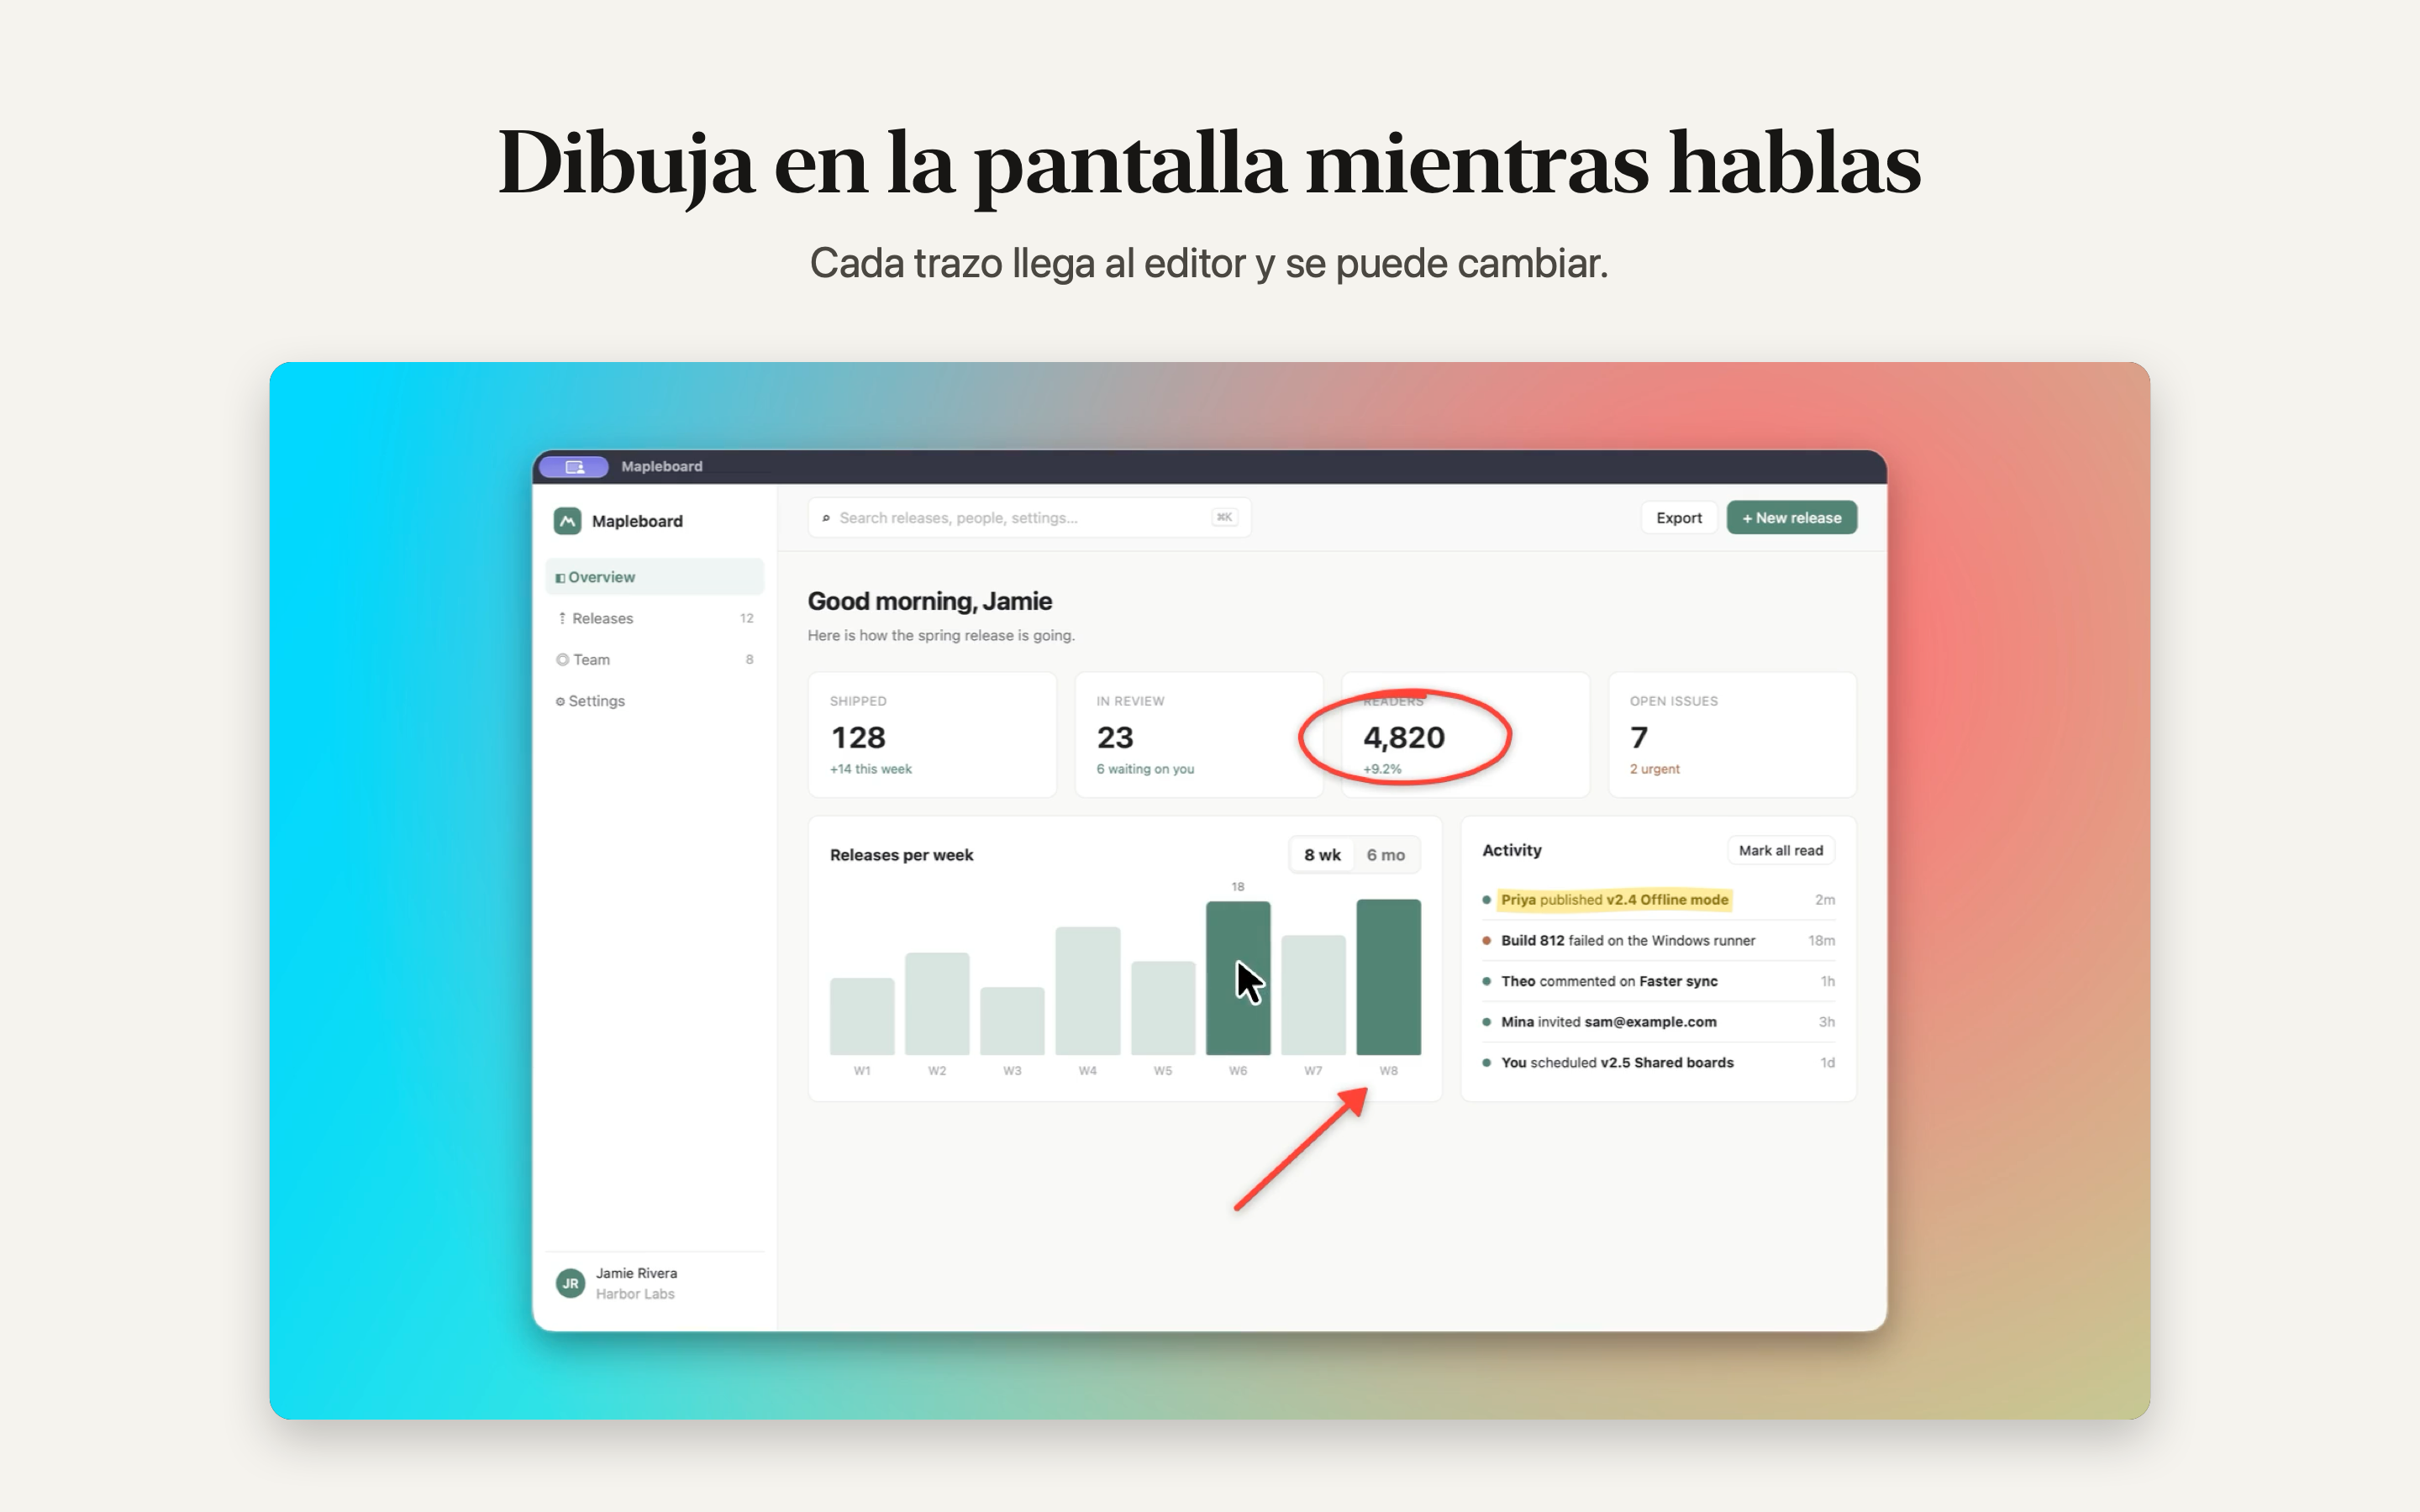 Dibuja en la pantalla mientras hablas
Cada trazo llega al editor y se puede cambiar.
Mapleboard
Mapleboard
Search releases, people, settings...
⌘K
Export
+ New release
Overview
Releases 12
Team 8
Settings
Good morning, Jamie
Here is how the spring release is going.
SHIPPED
128
+14 this week
IN REVIEW
23
6 waiting on you
READERS
4,820
+9.2%
OPEN ISSUES
7
2 urgent
Releases per week
8 wk 6 mo
18
W1 W2 W3 W4 W5 W6 W7 W8
Activity
Mark all read
Priya published v2.4 Offline mode 2m
Build 812 failed on the Windows runner 18m
Theo commented on Faster sync 1h
Mina invited sam@example.com 3h
You scheduled v2.5 Shared boards 1d
JR
Jamie Rivera
Harbor Labs